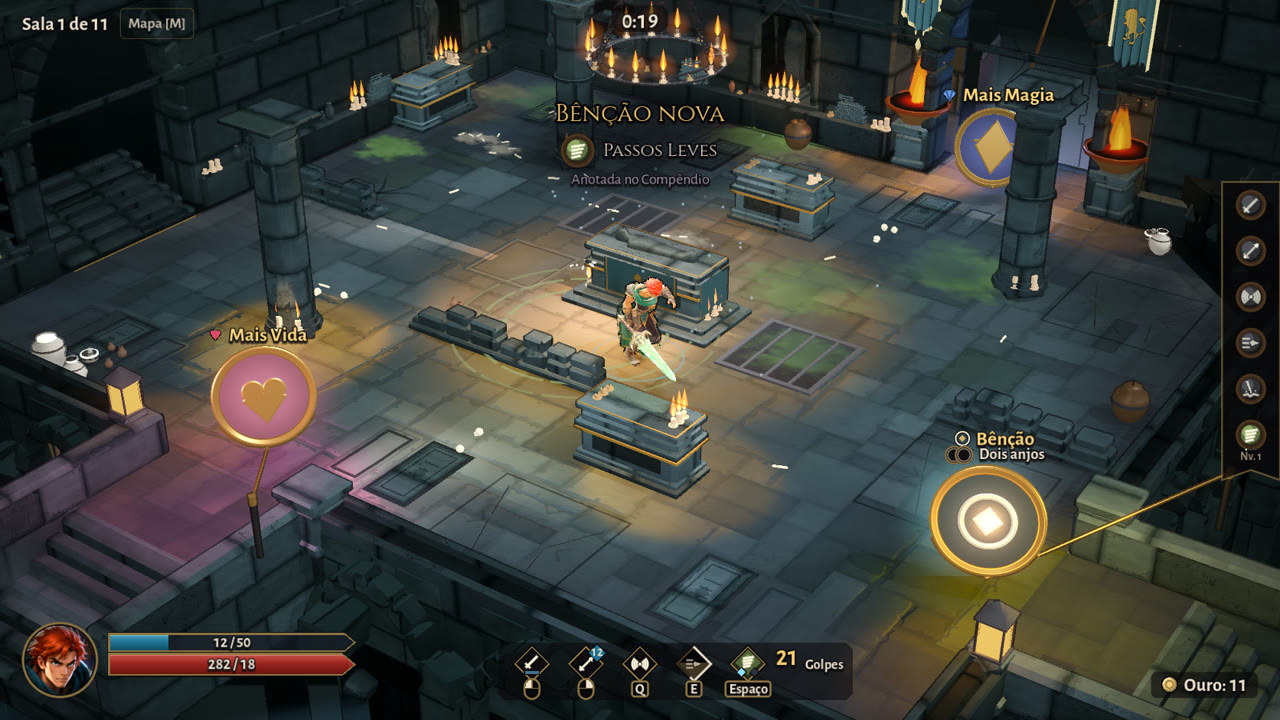 Sala 1 de 11
Mapa [M]
0:19
BÊNÇÃO NOVA
PASSOS LEVES
Anotada no Compêndio
Mais Magia
Mais Vida
Bênção
Dois anjos
Nv. 1
12/50
282/18
12
21 Golpes
Q
E
Espaço
Ouro: 11